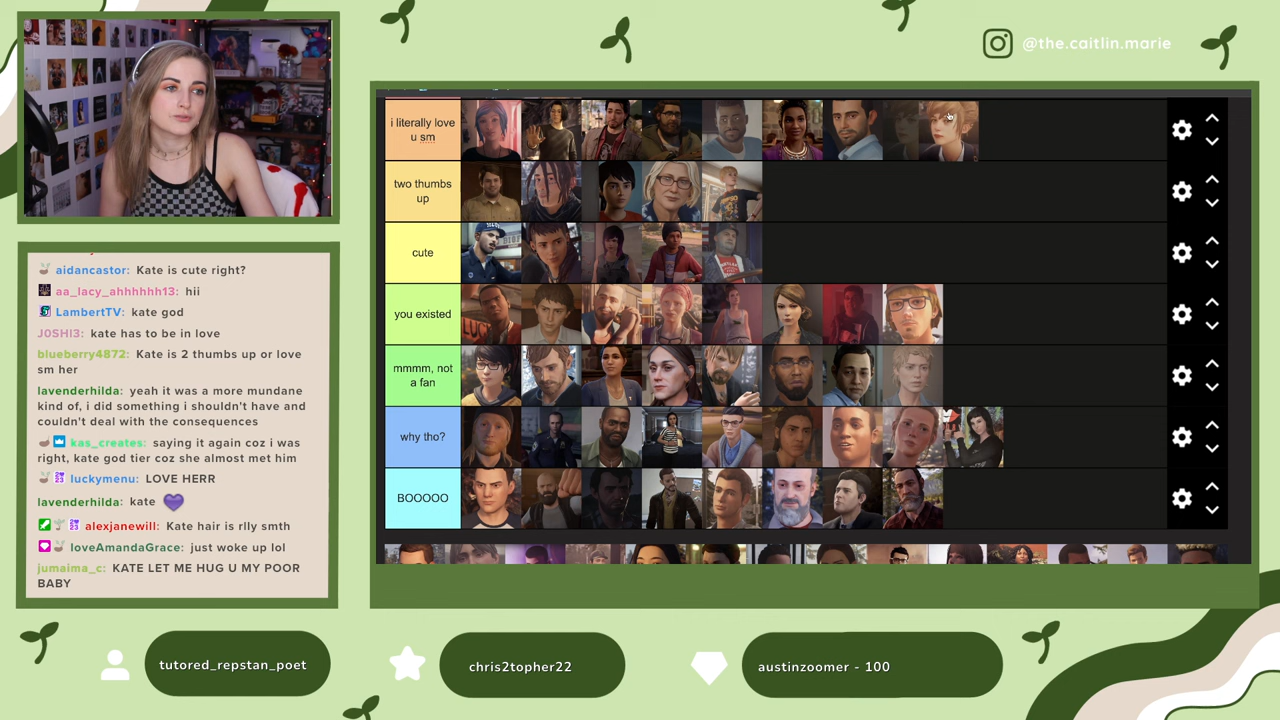 @the.caitlin.marie
aidancastor: Kate is cute right?
aa_lacy_ahhhhhh13: hii
LambertTV: kate god
J0SHI3: kate has to be in love
blueberry4872: Kate is 2 thumbs up or love
sm her
lavenderhilda: yeah it was a more mundane
kind of, i did something i shouldn't have and
couldn't deal with the consequences
kas_creates: saying it again coz i was
right, kate god tier coz she almost met him
luckymenu: LOVE HERR
lavenderhilda: kate
alexjanewill: Kate hair is rlly smth
loveAmandaGrace: just woke up lol
jumaima_c: KATE LET ME HUG U MY POOR
BABY
i literally love
u sm
two thumbs
up
cute
you existed
mmmm, not
a fan
why tho?
BOOOOO
tutored_repstan_poet
chris2topher22
austinzoomer - 100